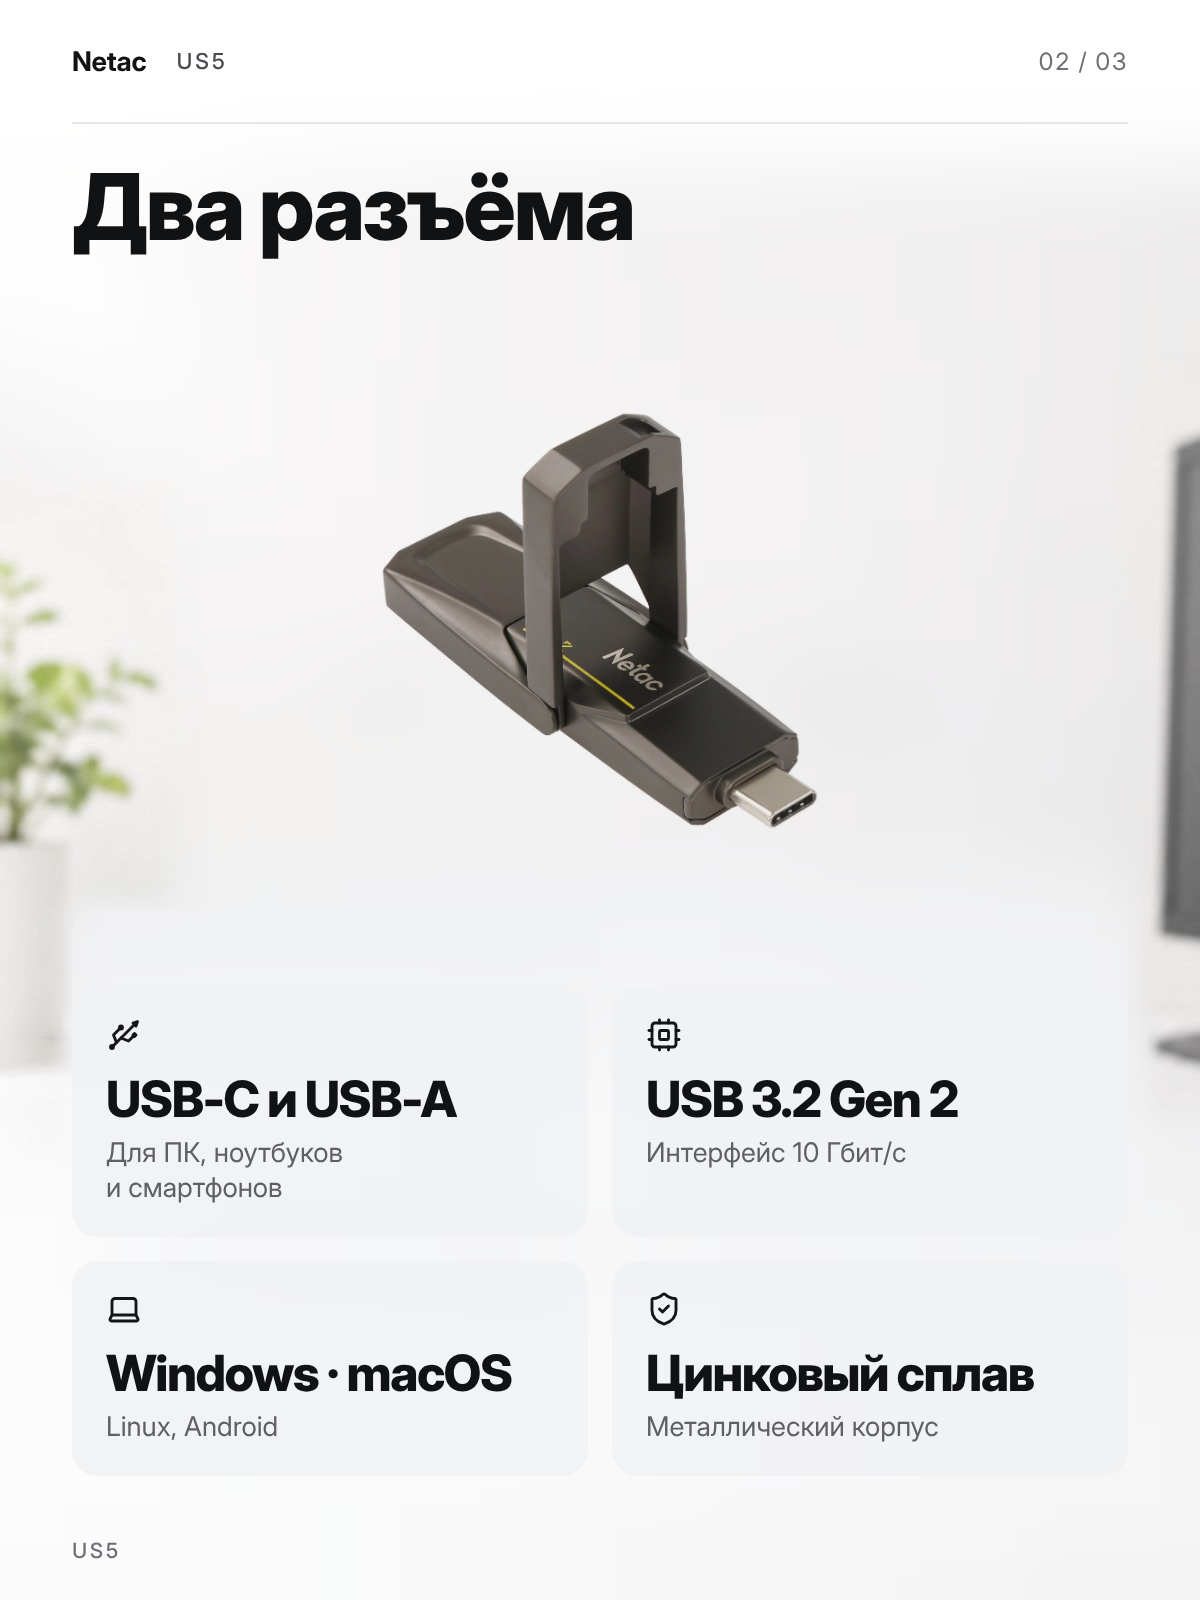 Netac US5
02 / 03
Два разъёма
Netac
USB-C и USB-A
Для ПК, ноутбуков
и смартфонов
USB 3.2 Gen 2
Интерфейс 10 Гбит/с
Windows · macOS
Linux, Android
Цинковый сплав
Металлический корпус
US5